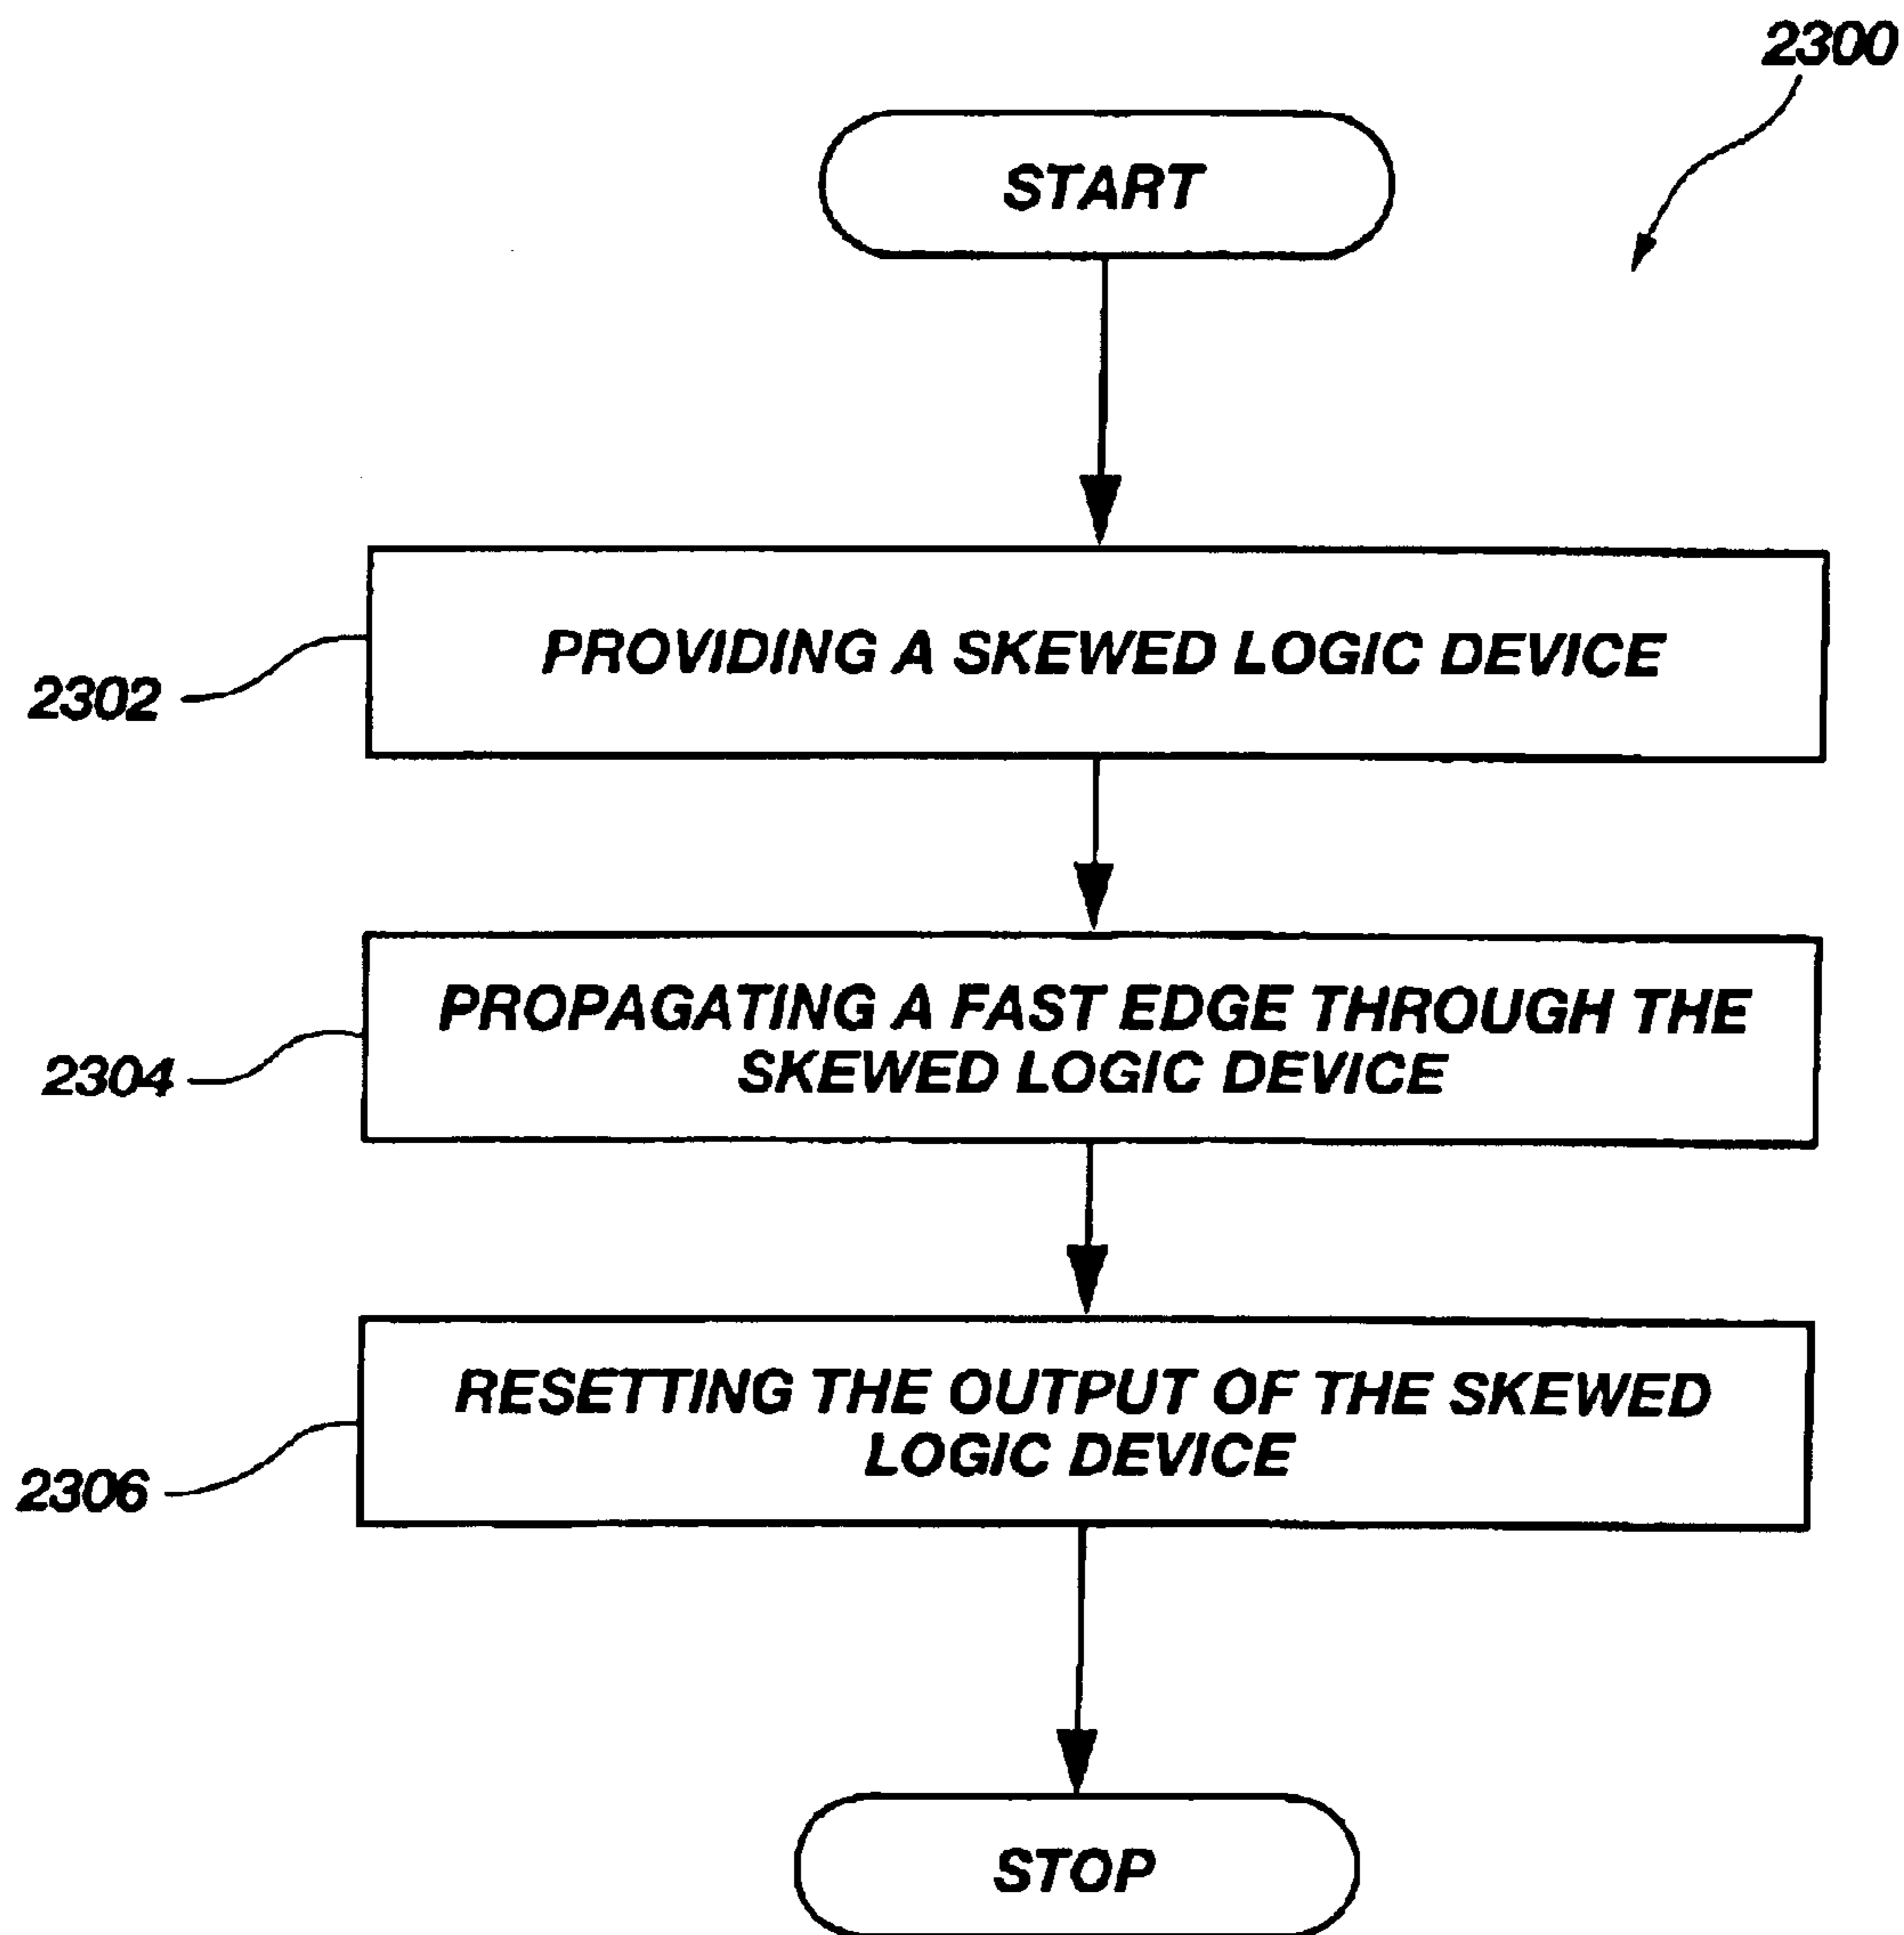 2300
START
PROVIDING A SKEWED LOGIC DEVICE
2302
PROPAGATING A FAST EDGE THROUGH THE
SKEWED LOGIC DEVICE
2304
RESETTING THE OUTPUT OF THE SKEWED
LOGIC DEVICE
2306
STOP